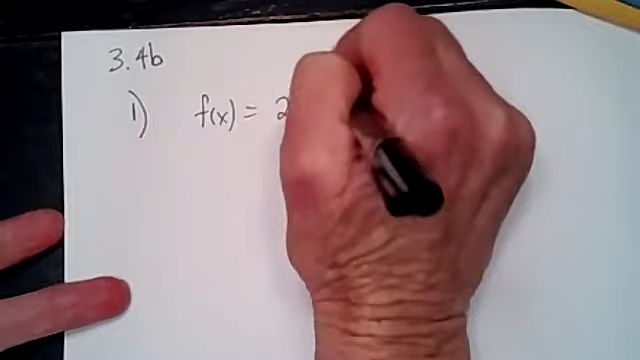 3.4b
1) f(x) = 2